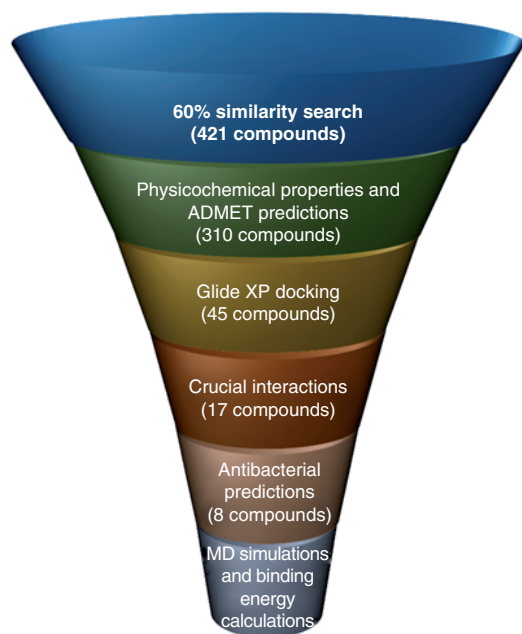 60% similarity search
(421 compounds)
Physicochemical properties and
ADMET predictions
(310 compounds)
Glide XP docking
(45 compounds)
Crucial interactions
(17 compounds)
Antibacterial
predictions
(8 compounds)
MD simulations
and binding
energy
calculations